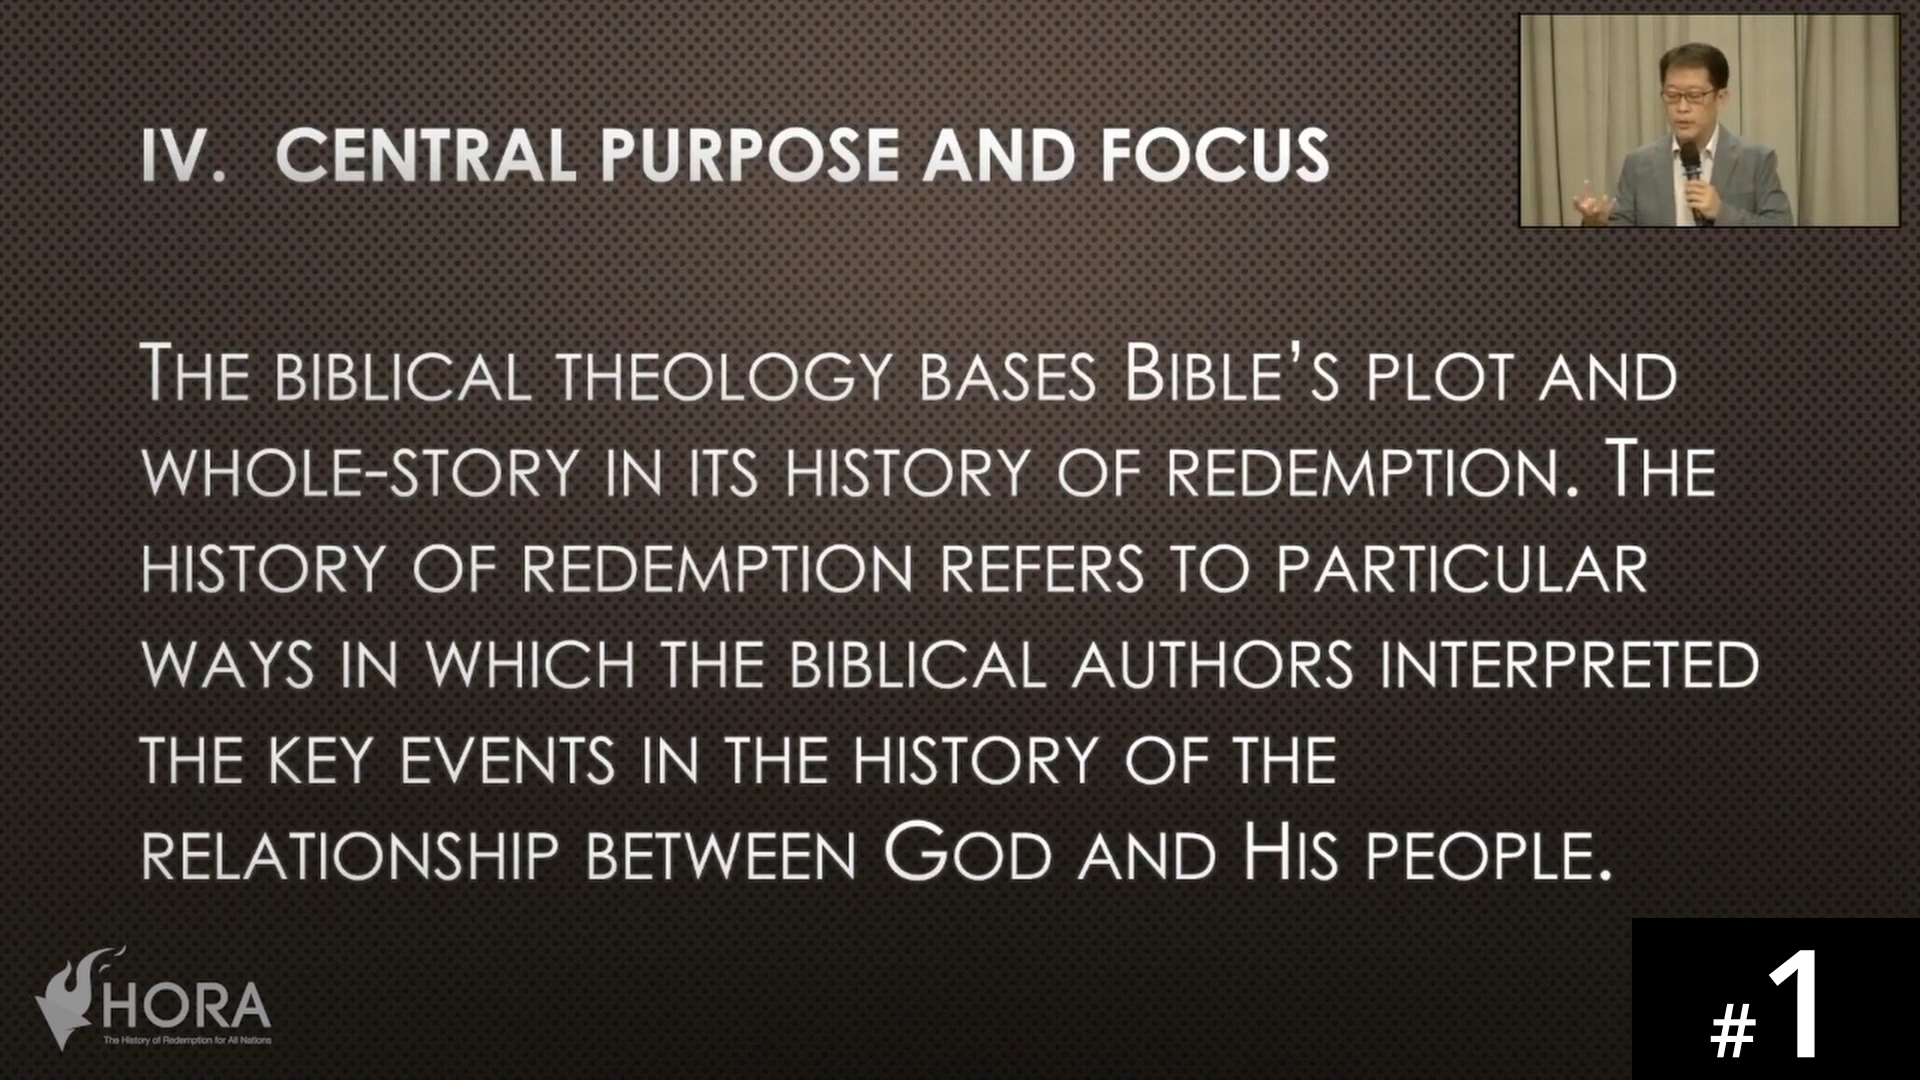 IV. CENTRAL PURPOSE AND FOCUS
THE BIBLICAL THEOLOGY BASES BIBLE’S PLOT AND
WHOLE-STORY IN ITS HISTORY OF REDEMPTION. THE
HISTORY OF REDEMPTION REFERS TO PARTICULAR
WAYS IN WHICH THE BIBLICAL AUTHORS INTERPRETED
THE KEY EVENTS IN THE HISTORY OF THE
RELATIONSHIP BETWEEN GOD AND HIS PEOPLE.
HORA
The History of Redemption for All Nations
#1